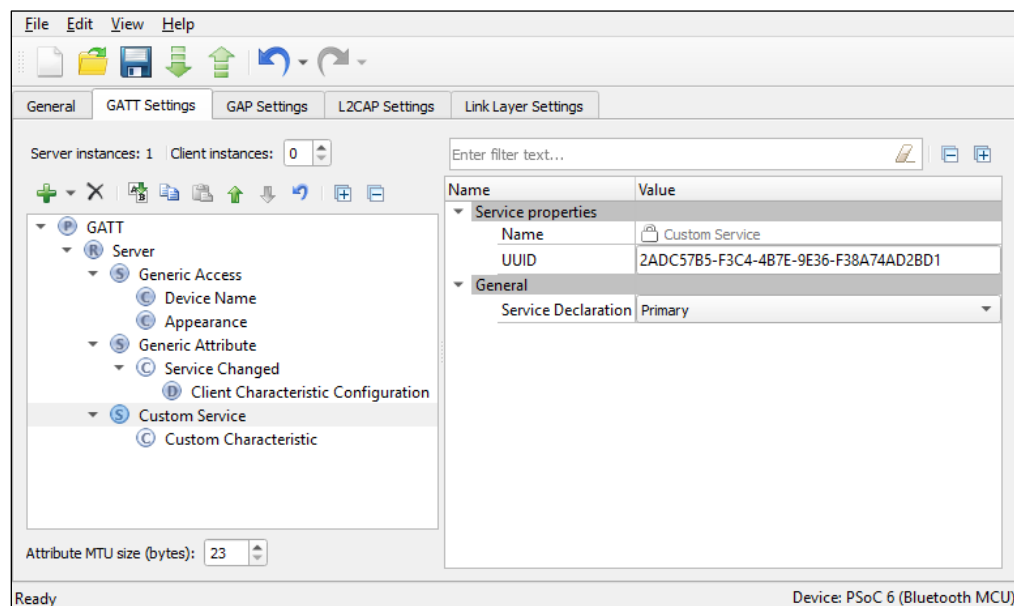 File Edit View Help
General GATT Settings GAP Settings L2CAP Settings Link Layer Settings
Server instances: 1 Client instances: 0
Enter filter text...
Name Value
Service properties
Name Custom Service
UUID 2ADC57B5-F3C4-4B7E-9E36-F38A74AD2BD1
General
Service Declaration Primary
P GATT
R Server
S Generic Access
C Device Name
C Appearance
S Generic Attribute
C Service Changed
D Client Characteristic Configuration
S Custom Service
C Custom Characteristic
Attribute MTU size (bytes): 23
Ready Device: PSoC 6 (Bluetooth MCU)